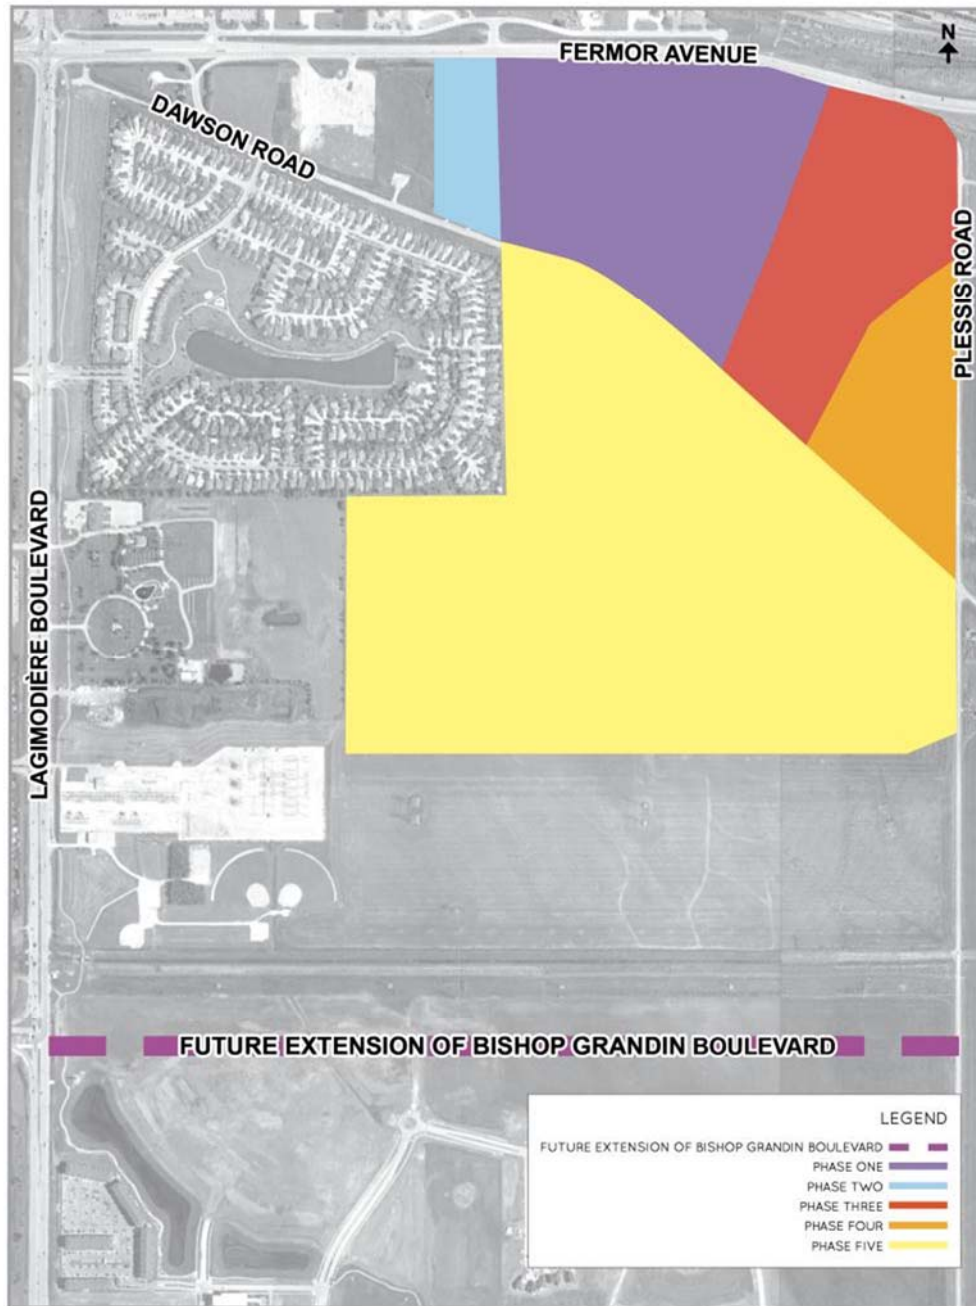 N
FERMOR AVENUE
DAWSON ROAD
PLESSIS ROAD
LAGIMODIÈRE BOULEVARD
FUTURE EXTENSION OF BISHOP GRANDIN BOULEVARD
LEGEND
FUTURE EXTENSION OF BISHOP GRANDIN BOULEVARD
PHASE ONE
PHASE TWO
PHASE THREE
PHASE FOUR
PHASE FIVE